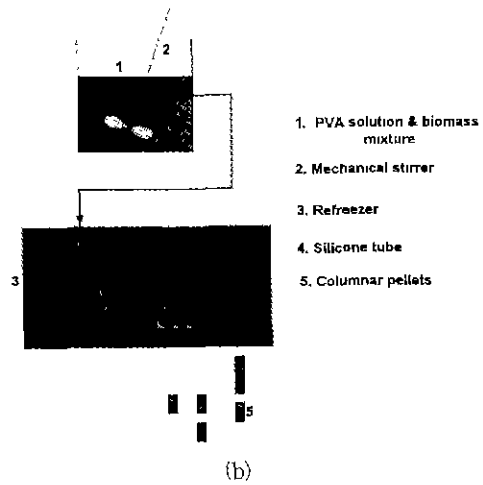 2
1
1. PVA solution & biomass
mixture
2. Mechanical stirrer
3. Refreezer
3
4. Silicone tube
5. Columnar pellets
5
(b)